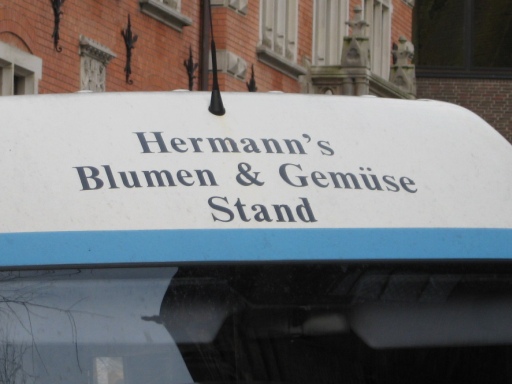 Hermann's
Blumen & Gemüse
Stand